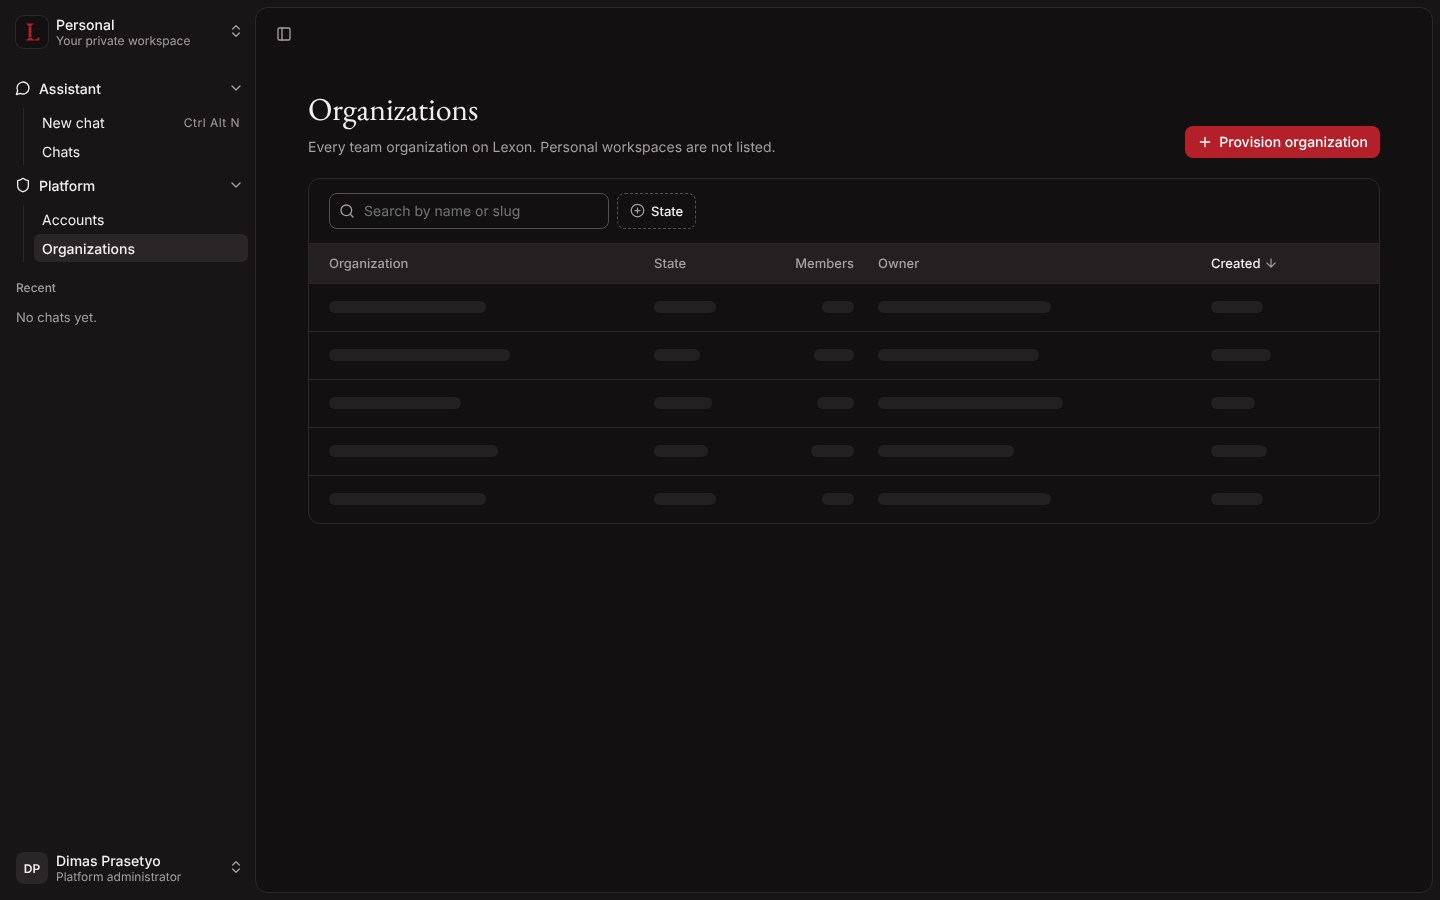 L
Personal
Your private workspace
Assistant
New chat
Ctrl Alt N
Chats
Platform
Accounts
Organizations
Recent
No chats yet.
DP
Dimas Prasetyo
Platform administrator
Organizations
Every team organization on Lexon. Personal workspaces are not listed.
Provision organization
Search by name or slug
State
Organization
State
Members
Owner
Created